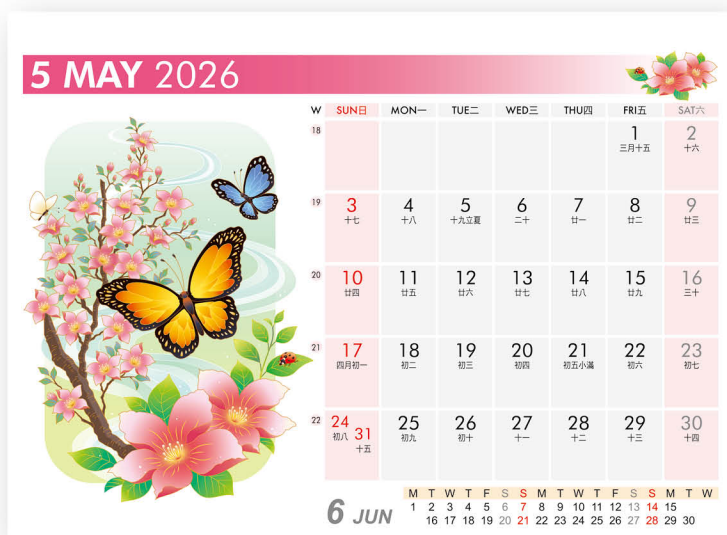 5 MAY 2026
W SUN日 MON一 TUE二 WED三 THU四 FRI五 SAT六
18 1 2
三月十五 十六
19 3 4 5 6 7 8 9
十七 十八 十九立夏 二十 廿一 廿二 廿三
20 10 11 12 13 14 15 16
廿四 廿五 廿六 廿七 廿八 廿九 三十
21 17 18 19 20 21 22 23
四月初一 初二 初三 初四 初五小滿 初六 初七
22 24 31 25 26 27 28 29 30
初八 十五 初九 初十 十一 十二 十三 十四
6 JUN
M T W T F S S M T W T F S S M T W
1 2 3 4 5 6 7 8 9 10 11 12 13 14 15
16 17 18 19 20 21 22 23 24 25 26 27 28 29 30